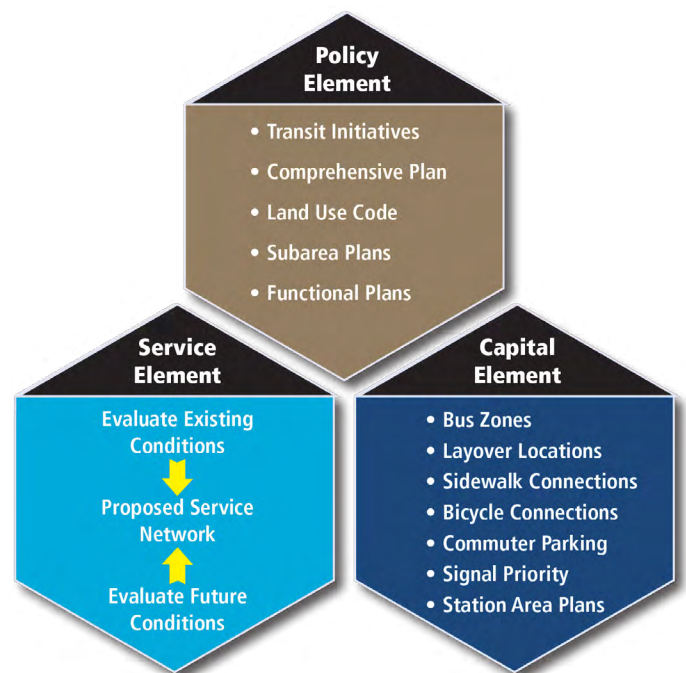 Policy
Element
• Transit Initiatives
• Comprehensive Plan
• Land Use Code
• Subarea Plans
• Functional Plans
Service
Element
Evaluate Existing
Conditions
Proposed Service
Network
Evaluate Future
Conditions
Capital
Element
• Bus Zones
• Layover Locations
• Sidewalk Connections
• Bicycle Connections
• Commuter Parking
• Signal Priority
• Station Area Plans